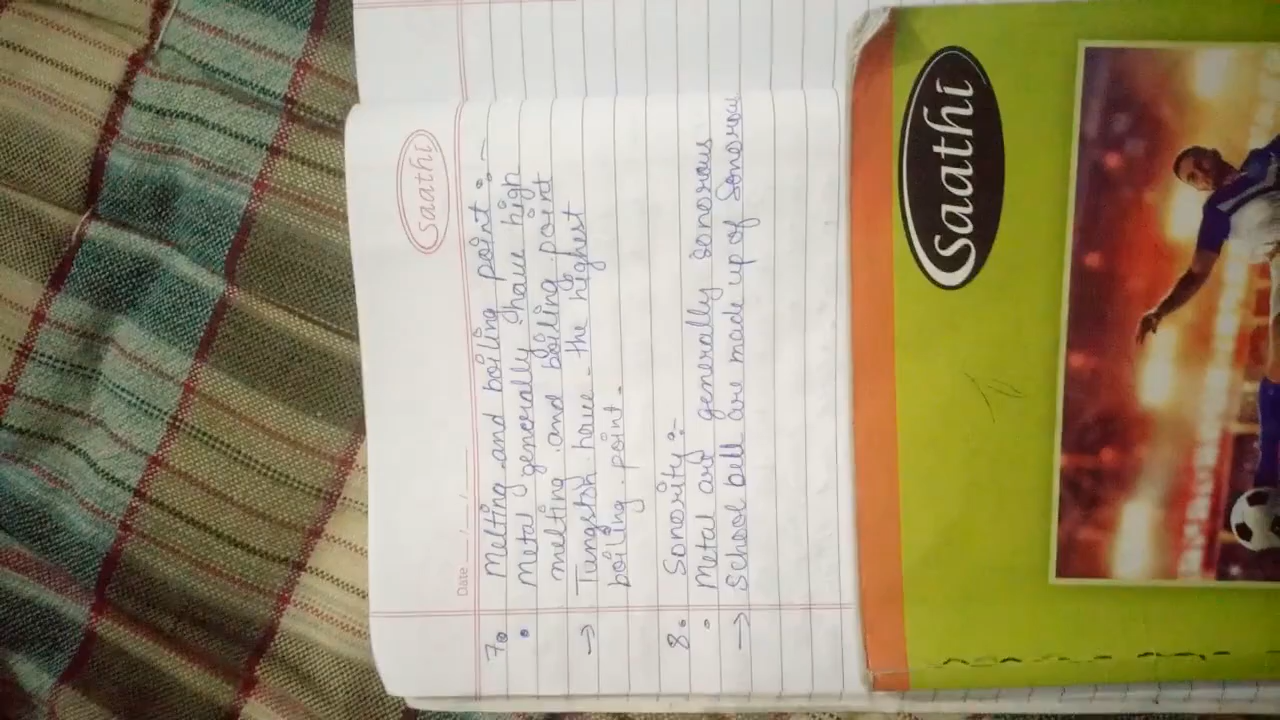 Saathi
Date / /
7. Melting and boiling point :-
• Metal generally have high
melting and boiling point
→ Tungston have the highest
boiling point.
8. Sonority :-
• Metal are generally sonorous
→ School bell are made up of Sonorous
Saathi